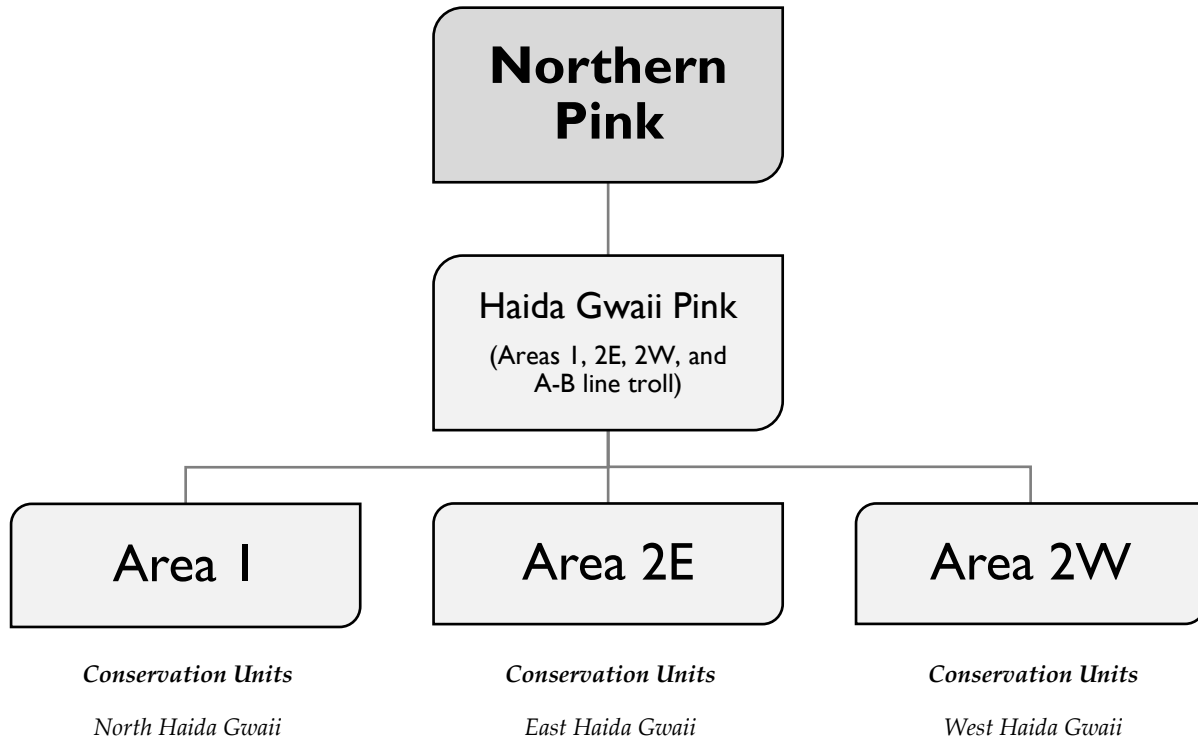 Northern
Pink
Haida Gwaii Pink
(Areas 1, 2E, 2W, and
A-B line troll)
Area 1
Area 2E
Area 2W
Conservation Units
Conservation Units
Conservation Units
North Haida Gwaii
East Haida Gwaii
West Haida Gwaii